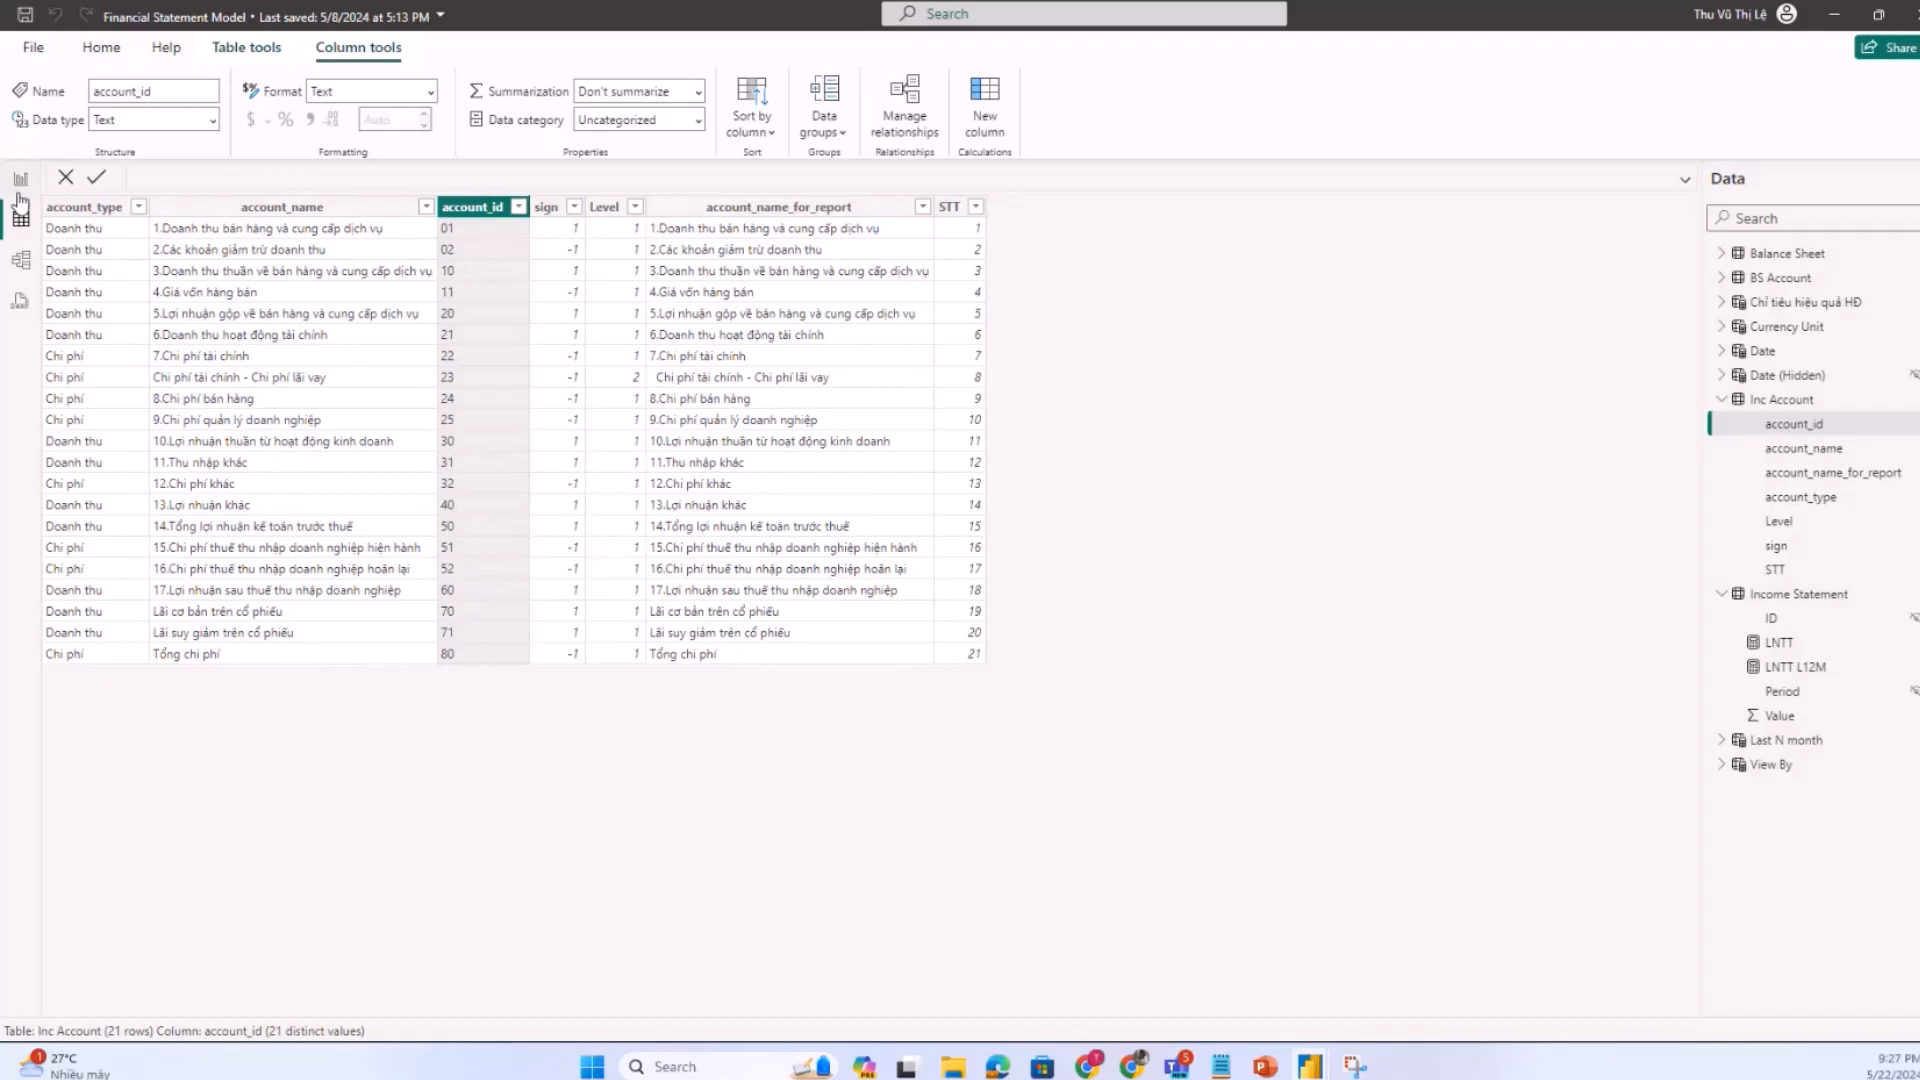 Financial Statement Model • Last saved: 5/8/2024 at 5:13 PM
Search
Thu Vũ Thị Lệ
File Home Help Table tools Column tools
Share
Name account_id
Data type Text
Structure
Format Text
$ % Auto
Formatting
Summarization Don't summarize
Data category Uncategorized
Properties
Sort by column
Sort
Data groups
Groups
Manage relationships
Relationships
New column
Calculations
account_type account_name account_id sign Level account_name_for_report STT
Doanh thu 1.Doanh thu bán hàng và cung cấp dịch vụ 01 1 1 1.Doanh thu bán hàng và cung cấp dịch vụ 1
Doanh thu 2.Các khoản giảm trừ doanh thu 02 -1 1 2.Các khoản giảm trừ doanh thu 2
Doanh thu 3.Doanh thu thuần về bán hàng và cung cấp dịch vụ 10 1 1 3.Doanh thu thuần về bán hàng và cung cấp dịch vụ 3
Doanh thu 4.Giá vốn hàng bán 11 -1 1 4.Giá vốn hàng bán 4
Doanh thu 5.Lợi nhuận gộp về bán hàng và cung cấp dịch vụ 20 1 1 5.Lợi nhuận gộp về bán hàng và cung cấp dịch vụ 5
Doanh thu 6.Doanh thu hoạt động tài chính 21 1 1 6.Doanh thu hoạt động tài chính 6
Chi phí 7.Chi phí tài chính 22 -1 1 7.Chi phí tài chính 7
Chi phí Chi phí tài chính - Chi phí lãi vay 23 -1 2 Chi phí tài chính - Chi phí lãi vay 8
Chi phí 8.Chi phí bán hàng 24 -1 1 8.Chi phí bán hàng 9
Chi phí 9.Chi phí quản lý doanh nghiệp 25 -1 1 9.Chi phí quản lý doanh nghiệp 10
Doanh thu 10.Lợi nhuận thuần từ hoạt động kinh doanh 30 1 1 10.Lợi nhuận thuần từ hoạt động kinh doanh 11
Doanh thu 11.Thu nhập khác 31 1 1 11.Thu nhập khác 12
Chi phí 12.Chi phí khác 32 -1 1 12.Chi phí khác 13
Doanh thu 13.Lợi nhuận khác 40 1 1 13.Lợi nhuận khác 14
Doanh thu 14.Tổng lợi nhuận kế toán trước thuế 50 1 1 14.Tổng lợi nhuận kế toán trước thuế 15
Chi phí 15.Chi phí thuế thu nhập doanh nghiệp hiện hành 51 -1 1 15.Chi phí thuế thu nhập doanh nghiệp hiện hành 16
Chi phí 16.Chi phí thuế thu nhập doanh nghiệp hoãn lại 52 -1 1 16.Chi phí thuế thu nhập doanh nghiệp hoãn lại 17
Doanh thu 17.Lợi nhuận sau thuế thu nhập doanh nghiệp 60 1 1 17.Lợi nhuận sau thuế thu nhập doanh nghiệp 18
Doanh thu Lãi cơ bản trên cổ phiếu 70 1 1 Lãi cơ bản trên cổ phiếu 19
Doanh thu Lãi suy giảm trên cổ phiếu 71 1 1 Lãi suy giảm trên cổ phiếu 20
Chi phí Tổng chi phí 80 -1 1 Tổng chi phí 21
Data
Search
Balance Sheet
BS Account
Chỉ tiêu hiệu quả HĐ
Currency Unit
Date
Date (Hidden)
Inc Account
account_id
account_name
account_name_for_report
account_type
Level
sign
STT
Income Statement
ID
LNTT
LNTT L12M
Period
Value
Last N month
View By
Table: Inc Account (21 rows) Column: account_id (21 distinct values)
1
27°C
Nhiều mây
Search
PRE
T
5
NEW
9:27 PM
5/22/2024